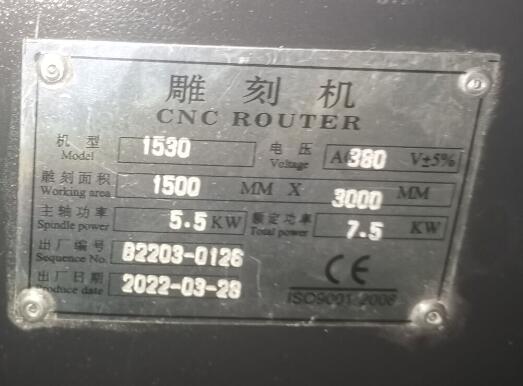 雕刻机
CNC ROUTER
机型 Model 1530 电压 Voltage AC380 V±5%
雕刻面积 Working area 1500 MM X 3000 MM
主轴功率 Spindle power 5.5 KW 额定功率 Total power 7.5 KW
出厂编号 Sequence No. B2203-0126
出厂日期 Produce date 2022-03-28
CE
ISO9001:2008